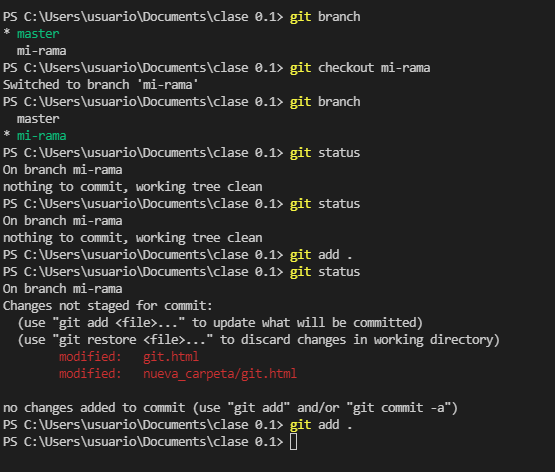 PS C:\Users\usuario\Documents\clase 0.1> git branch
* master
  mi-rama
PS C:\Users\usuario\Documents\clase 0.1> git checkout mi-rama
Switched to branch 'mi-rama'
PS C:\Users\usuario\Documents\clase 0.1> git branch
  master
* mi-rama
PS C:\Users\usuario\Documents\clase 0.1> git status
On branch mi-rama
nothing to commit, working tree clean
PS C:\Users\usuario\Documents\clase 0.1> git status
On branch mi-rama
nothing to commit, working tree clean
PS C:\Users\usuario\Documents\clase 0.1> git add .
PS C:\Users\usuario\Documents\clase 0.1> git status
On branch mi-rama
Changes not staged for commit:
  (use "git add <file>..." to update what will be committed)
  (use "git restore <file>..." to discard changes in working directory)
        modified:   git.html
        modified:   nueva_carpeta/git.html

no changes added to commit (use "git add" and/or "git commit -a")
PS C:\Users\usuario\Documents\clase 0.1> git add .
PS C:\Users\usuario\Documents\clase 0.1>